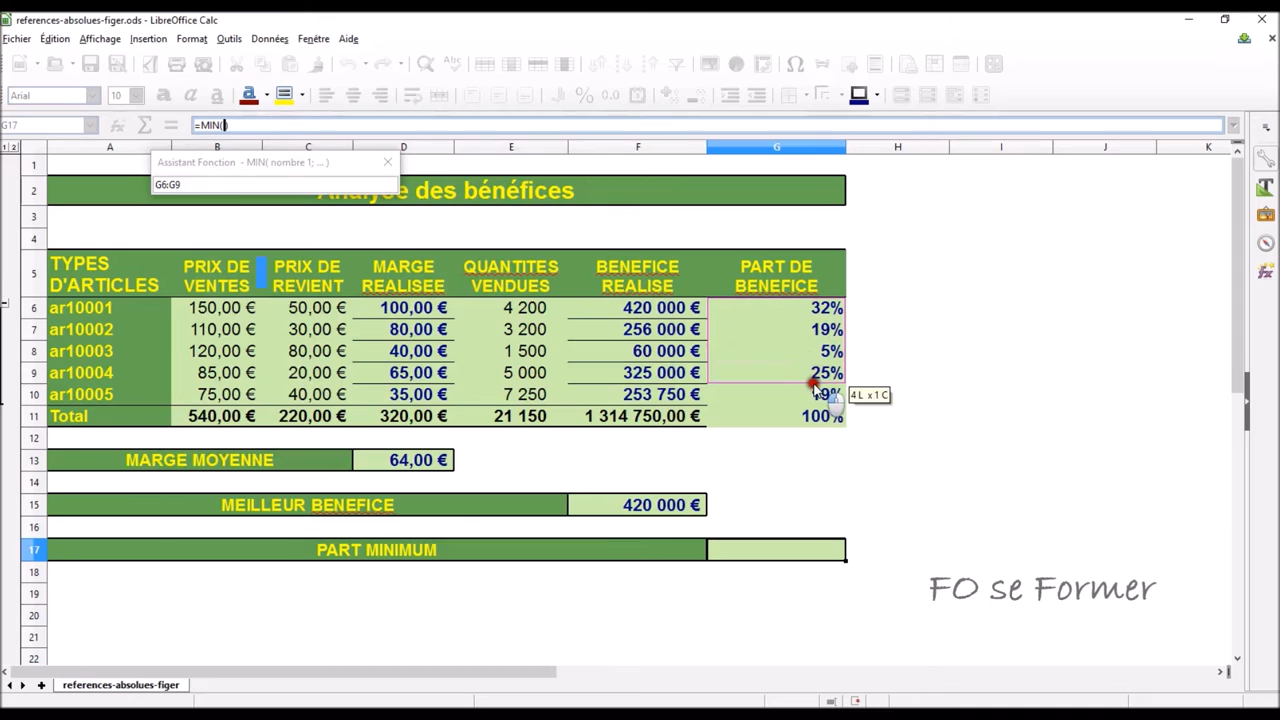 references-absolues-figer.ods - LibreOffice Calc
Fichier Édition Affichage Insertion Format Outils Données Fenêtre Aide
Arial 10
G17 =MIN()
Assistant Fonction - MIN( nombre 1; ... )
G6:G9
1 2 A B C D E F G H I J K
1
2 Analyse des bénéfices
3
4
5 TYPES D'ARTICLES PRIX DE VENTES PRIX DE REVIENT MARGE REALISEE QUANTITES VENDUES BENEFICE REALISE PART DE BENEFICE
6 ar10001 150,00 € 50,00 € 100,00 € 4 200 420 000 € 32%
7 ar10002 110,00 € 30,00 € 80,00 € 3 200 256 000 € 19%
8 ar10003 120,00 € 80,00 € 40,00 € 1 500 60 000 € 5%
9 ar10004 85,00 € 20,00 € 65,00 € 5 000 325 000 € 25%
10 ar10005 75,00 € 40,00 € 35,00 € 7 250 253 750 € 19%
4 L x 1 C
11 Total 540,00 € 220,00 € 320,00 € 21 150 1 314 750,00 € 100%
12
13 MARGE MOYENNE 64,00 €
14
15 MEILLEUR BENEFICE 420 000 €
16
17 PART MINIMUM
18
19
FO se Former
20
21
22
references-absolues-figer